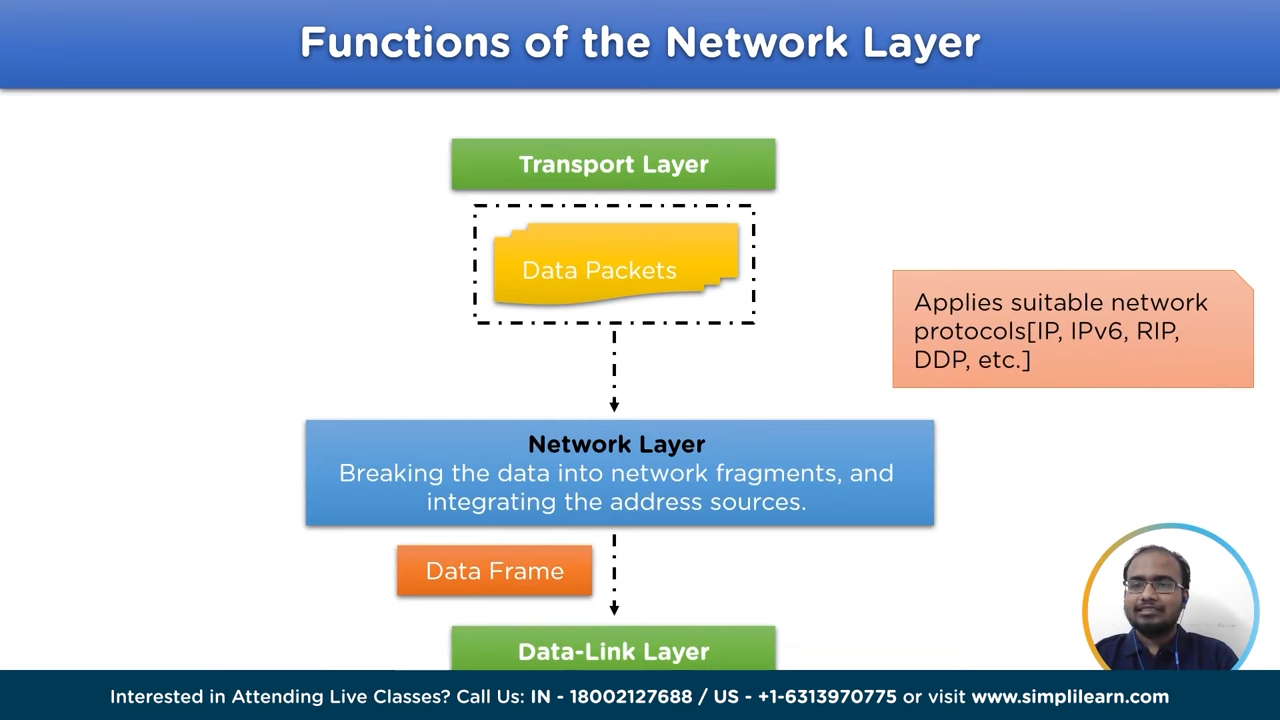 Functions of the Network Layer
Transport Layer
Data Packets
Applies suitable network
protocols[IP, IPv6, RIP,
DDP, etc.]
Network Layer
Breaking the data into network fragments, and
integrating the address sources.
Data Frame
Data-Link Layer
Interested in Attending Live Classes? Call Us: IN - 18002127688 / US - +1-6313970775 or visit www.simplilearn.com